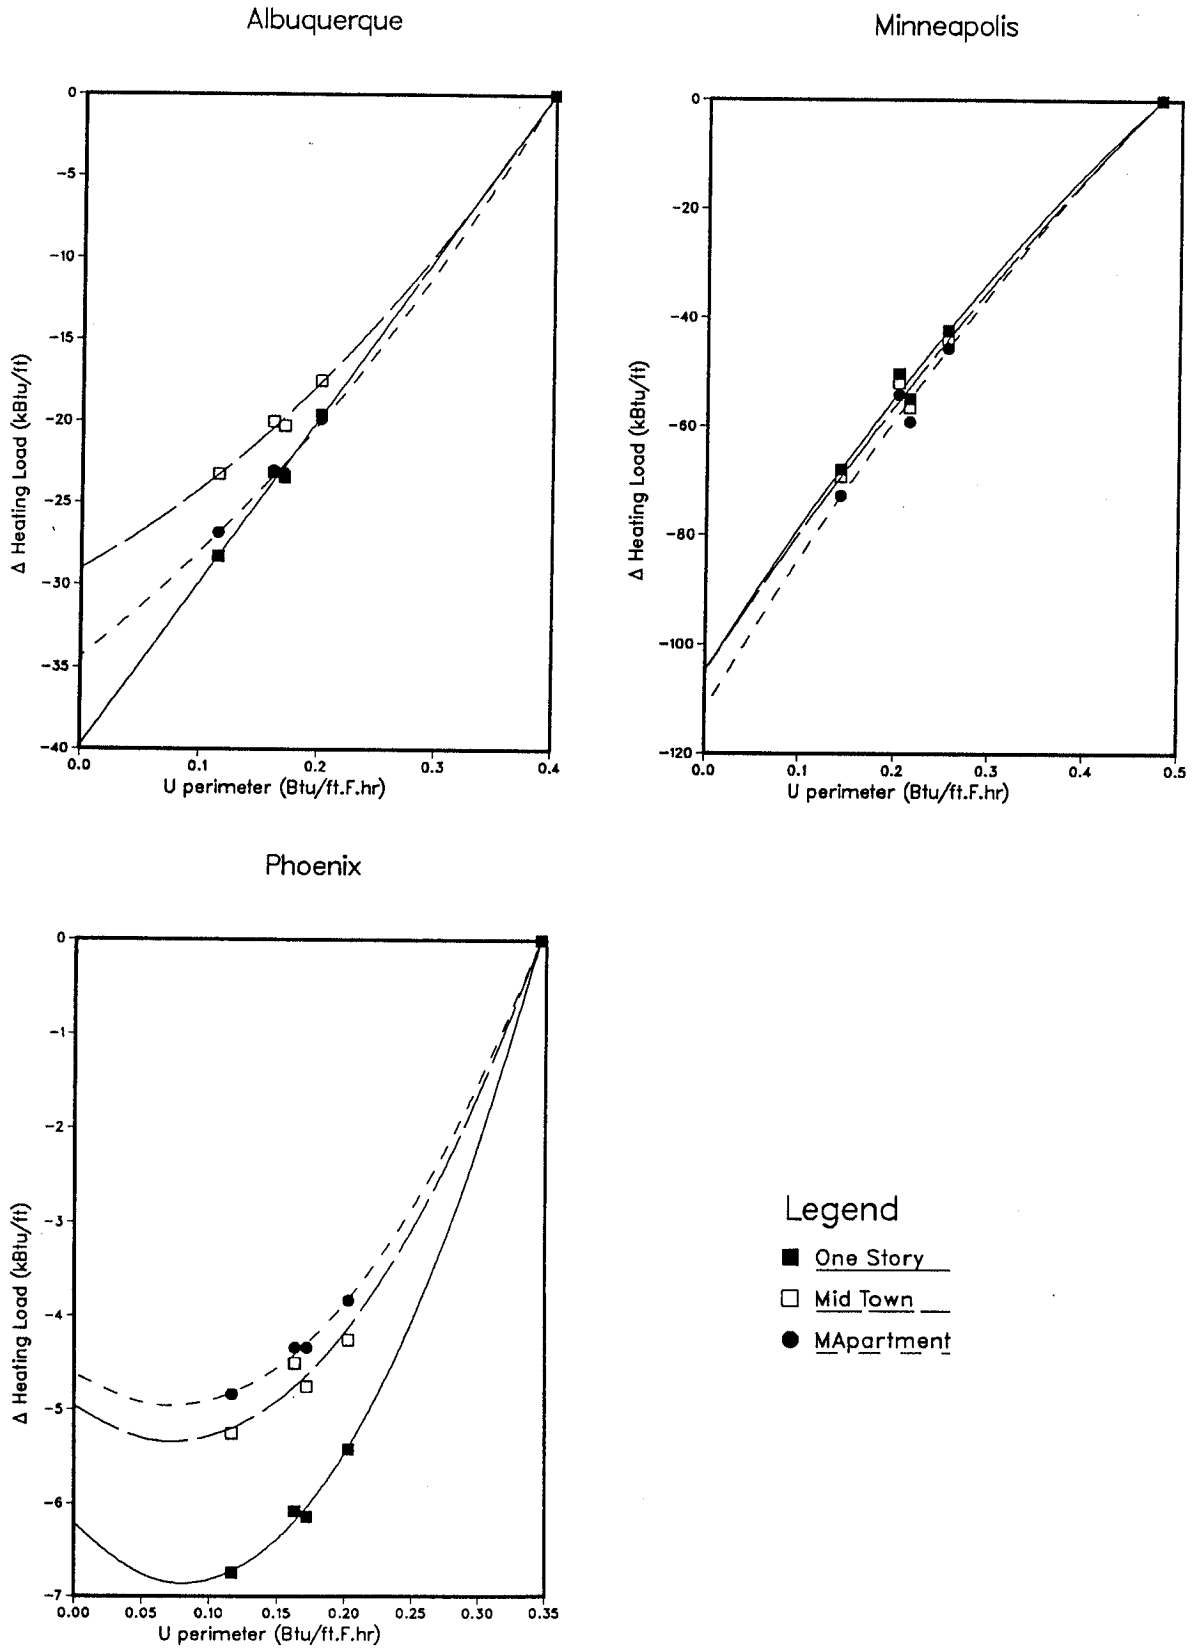 Albuquerque
0
-5
-10
-15
-20
-25
-30
-35
-40
Δ Heating Load (kBtu/ft)
0.0 0.1 0.2 0.3 0.4
U perimeter (Btu/ft.F.hr)
Minneapolis
0
-20
-40
-60
-80
-100
-120
Δ Heating Load (kBtu/ft)
0.0 0.1 0.2 0.3 0.4 0.5
U perimeter (Btu/ft.F.hr)
Phoenix
0
-1
-2
-3
-4
-5
-6
-7
Δ Heating Load (kBtu/ft)
0.00 0.05 0.10 0.15 0.20 0.25 0.30 0.35
U perimeter (Btu/ft.F.hr)
Legend
One Story
Mid Town
MApartment